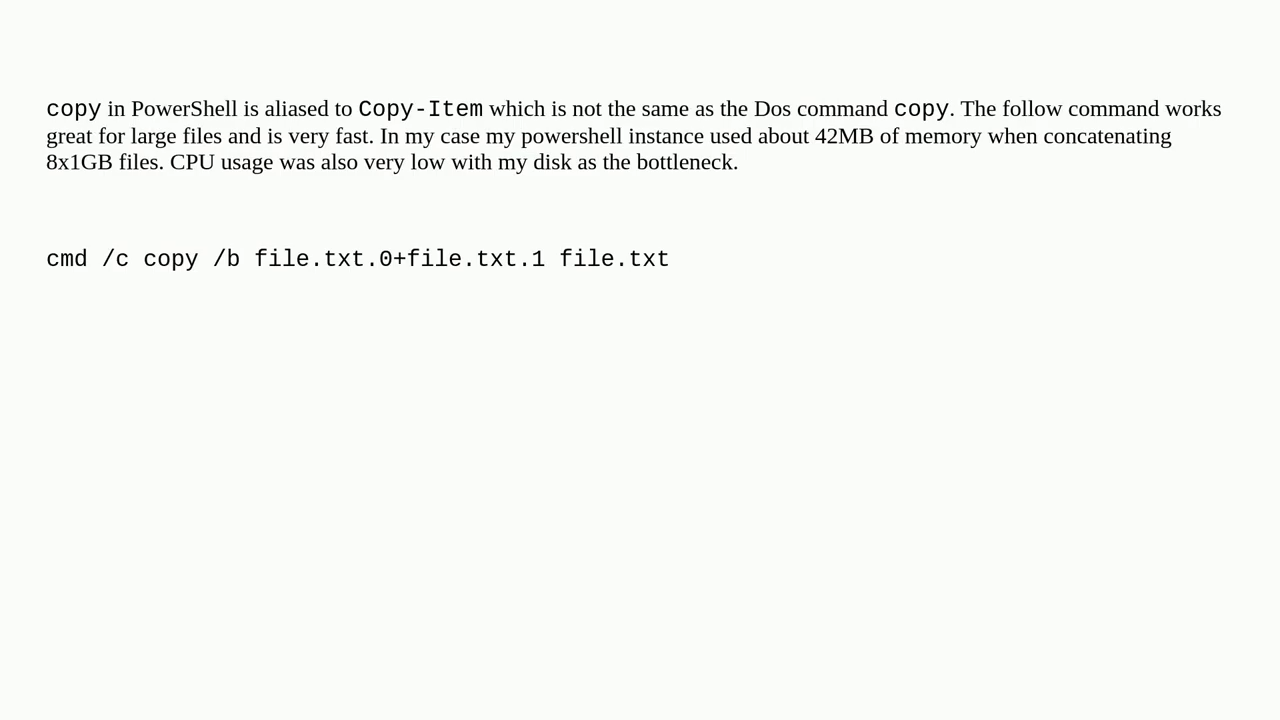 copy in PowerShell is aliased to Copy-Item which is not the same as the Dos command copy. The follow command works
great for large files and is very fast. In my case my powershell instance used about 42MB of memory when concatenating
8x1GB files. CPU usage was also very low with my disk as the bottleneck.
cmd /c copy /b file.txt.0+file.txt.1 file.txt